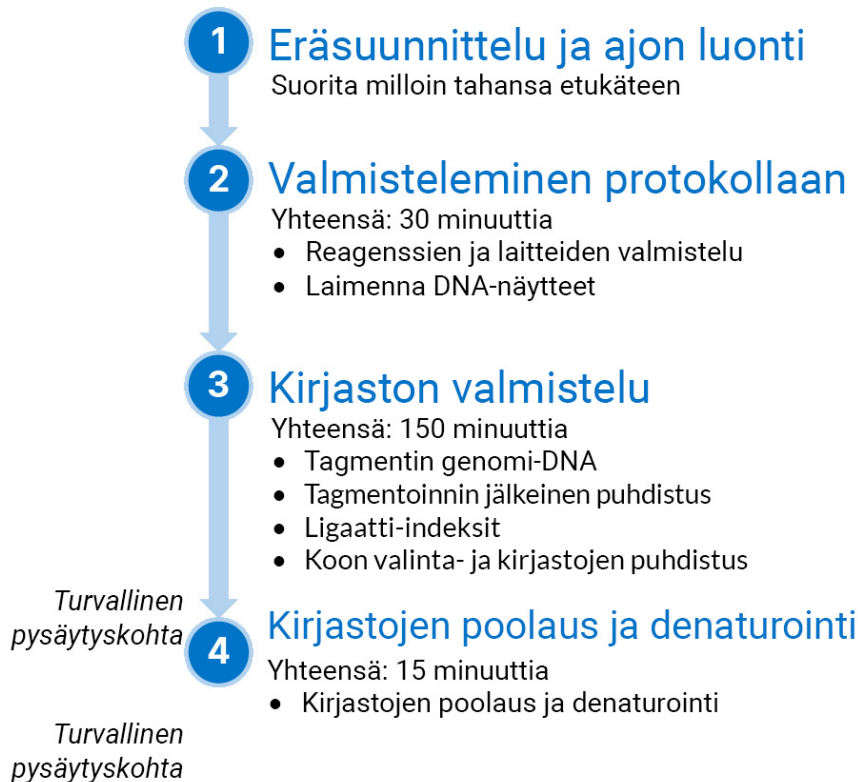 1 Eräsuunnittelu ja ajon luonti
Suorita milloin tahansa etukäteen
2 Valmisteleminen protokollaan
Yhteensä: 30 minuuttia
• Reagenssien ja laitteiden valmistelu
• Laimenna DNA-näytteet
3 Kirjaston valmistelu
Yhteensä: 150 minuuttia
• Tagmentin genomi-DNA
• Tagmentoinnin jälkeinen puhdistus
• Ligaatti-indeksit
• Koon valinta- ja kirjastojen puhdistus
Turvallinen
pysäytyskohta
4 Kirjastojen poolaus ja denaturointi
Yhteensä: 15 minuuttia
• Kirjastojen poolaus ja denaturointi
Turvallinen
pysäytyskohta